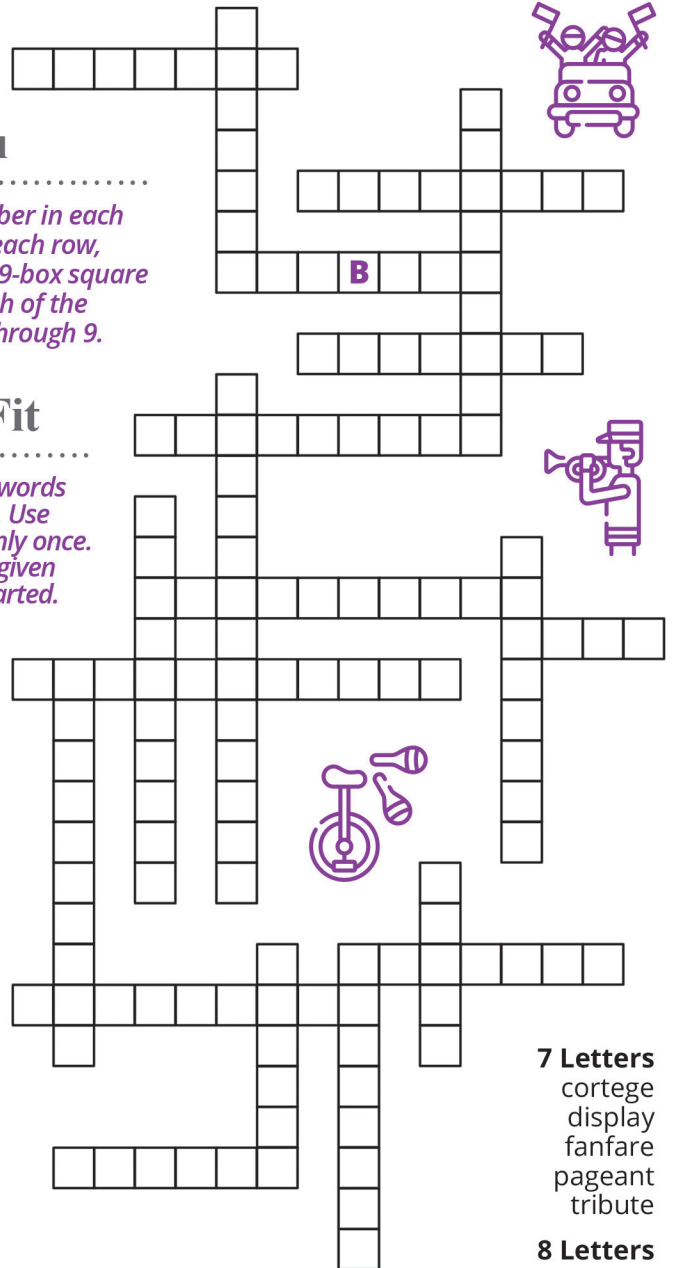 B
ber in each
each row,
9-box square
h of the
hrough 9.
Fit
words
Use
nly once.
given
arted.
7 Letters
cortege
display
fanfare
pageant
tribute
8 Letters